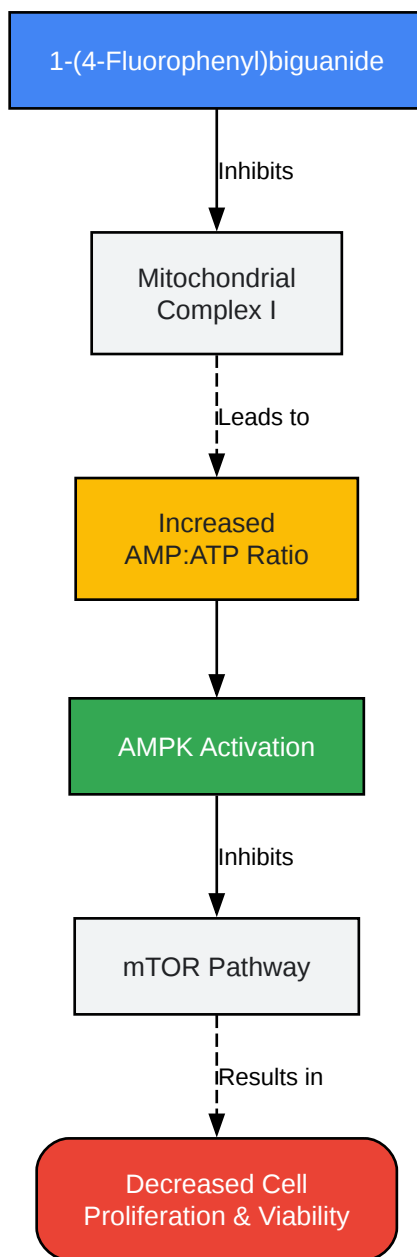 1-(4-Fluorophenyl)biguanide
Inhibits
Mitochondrial
Complex I
Leads to
Increased
AMP:ATP Ratio
AMPK Activation
Inhibits
mTOR Pathway
Results in
Decreased Cell
Proliferation & Viability